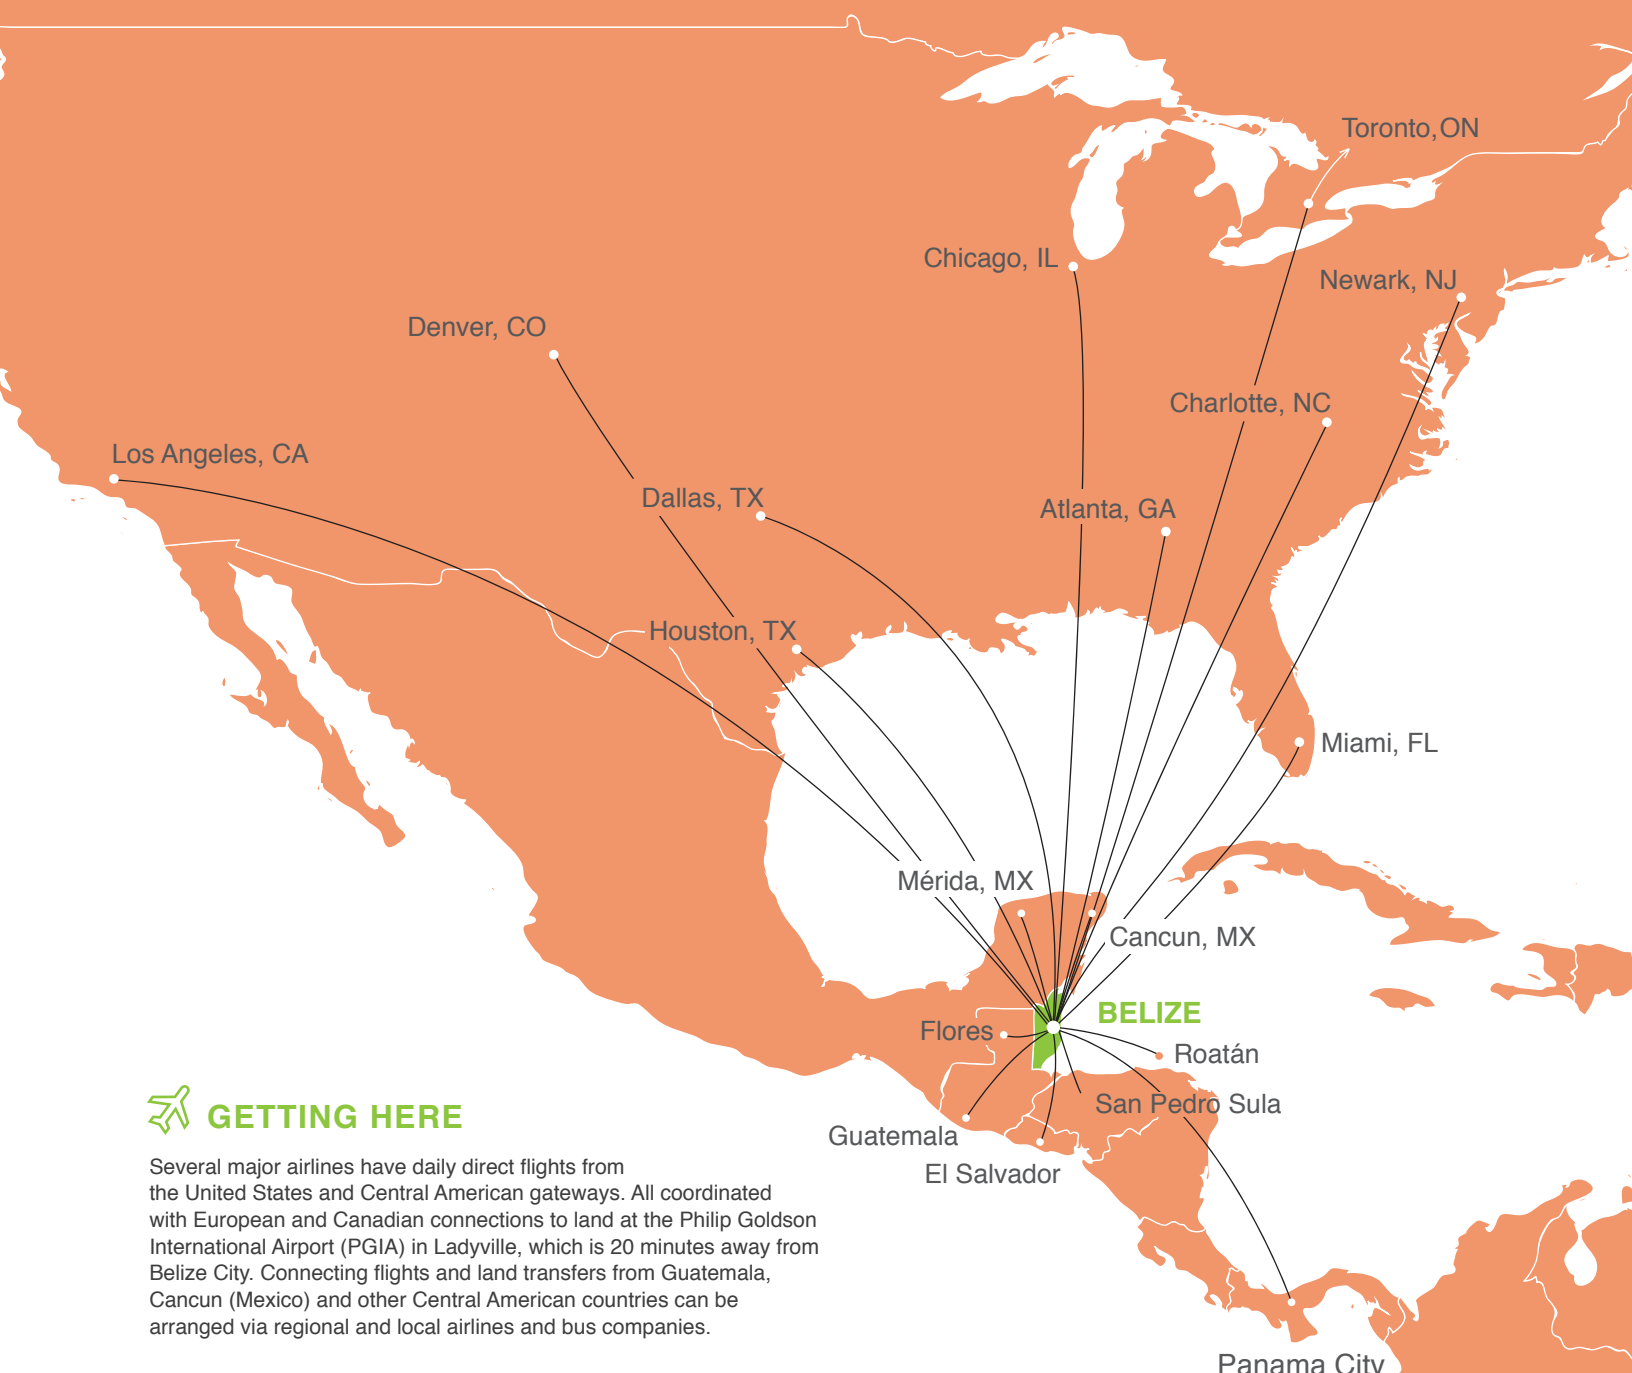 Toronto,ON
Chicago, IL
Newark, NJ
Denver, CO
Charlotte, NC
Los Angeles, CA
Dallas, TX
Atlanta, GA
Houston, TX
Miami, FL
Mérida, MX
Cancun, MX
BELIZE
Flores
Roatán
San Pedro Sula
Guatemala
El Salvador
Panama City
GETTING HERE
Several major airlines have daily direct flights from
the United States and Central American gateways. All coordinated
with European and Canadian connections to land at the Philip Goldson
International Airport (PGIA) in Ladyville, which is 20 minutes away from
Belize City. Connecting flights and land transfers from Guatemala,
Cancun (Mexico) and other Central American countries can be
arranged via regional and local airlines and bus companies.